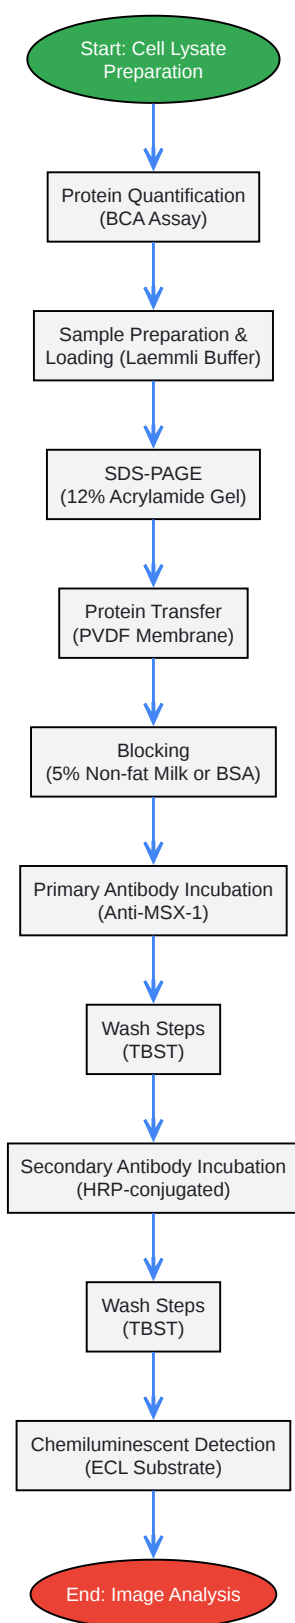 Start: Cell Lysate
Preparation
Protein Quantification
(BCA Assay)
Sample Preparation &
Loading (Laemmli Buffer)
SDS-PAGE
(12% Acrylamide Gel)
Protein Transfer
(PVDF Membrane)
Blocking
(5% Non-fat Milk or BSA)
Primary Antibody Incubation
(Anti-MSX-1)
Wash Steps
(TBST)
Secondary Antibody Incubation
(HRP-conjugated)
Wash Steps
(TBST)
Chemiluminescent Detection
(ECL Substrate)
End: Image Analysis